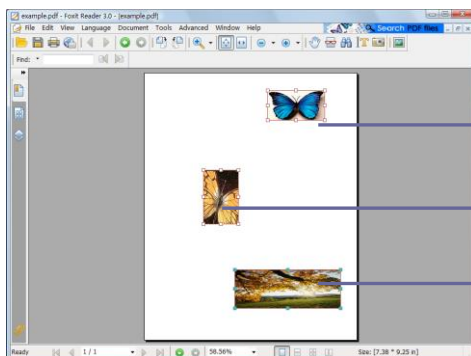 example.pdf - Foxit Reader 3.0 - [example.pdf]
File Edit View Language Document Tools Advanced Window Help
Search PDF files
Find:
Ready 1 / 1 58.56% Size: [7.38 * 9.25 in]